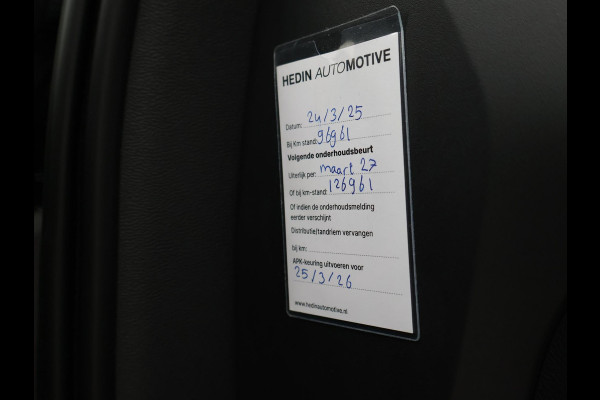 HEDIN AUTOMOTIVE
Datum: 24/3/25
Bij Km stand: 96961
Volgende onderhoudsbeurt
Uiterlijk per: maart 27
Of bij km-stand: 126961
Of indien de onderhoudsmelding
eerder verschijnt
Distributie/tandriem vervangen
bij km:
APK-keuring uitvoeren voor
25/3/26
www.hedinautomotive.nl